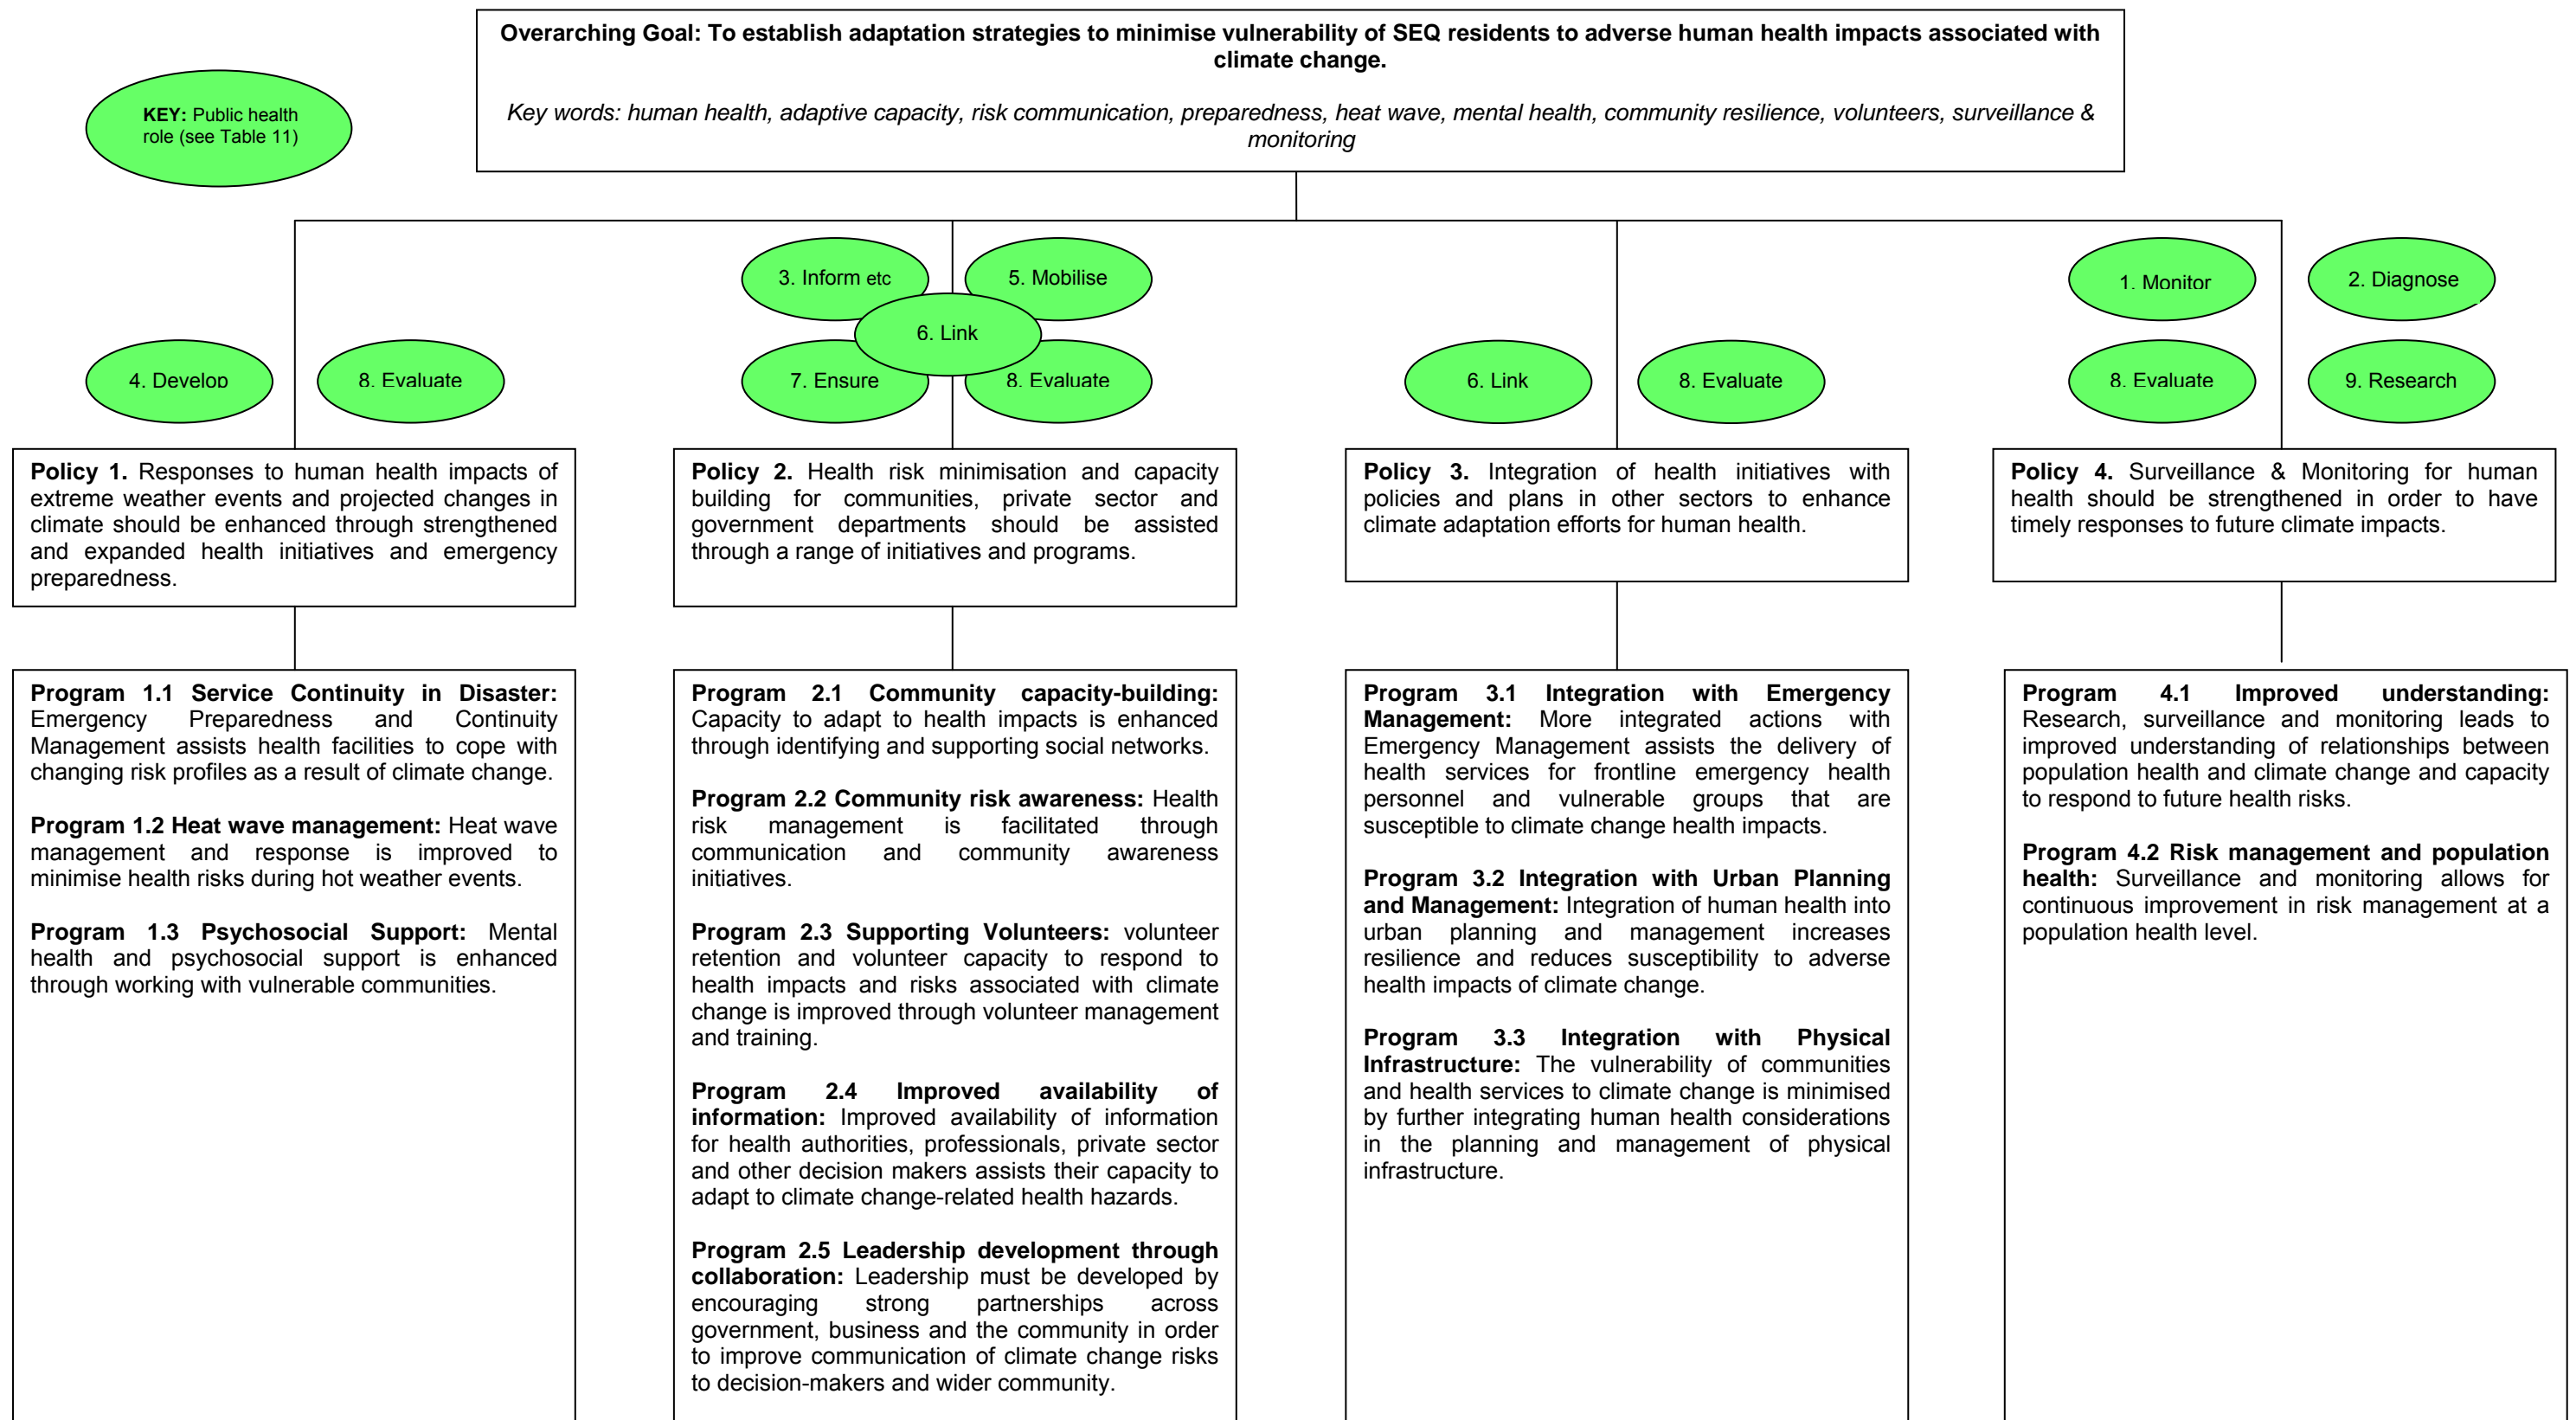 Overarching Goal: To establish adaptation strategies to minimise vulnerability of SEQ residents to adverse human health impacts associated with
climate change.
Key words: human health, adaptive capacity, risk communication, preparedness, heat wave, mental health, community resilience, volunteers, surveillance &
monitoring
KEY: Public health
role (see Table 11)
4. Develop
8. Evaluate
3. Inform etc
5. Mobilise
6. Link
7. Ensure
8. Evaluate
6. Link
8. Evaluate
1. Monitor
2. Diagnose
8. Evaluate
9. Research
Policy 1. Responses to human health impacts of
extreme weather events and projected changes in
climate should be enhanced through strengthened
and expanded health initiatives and emergency
preparedness.
Policy 2. Health risk minimisation and capacity
building for communities, private sector and
government departments should be assisted
through a range of initiatives and programs.
Policy 3. Integration of health initiatives with
policies and plans in other sectors to enhance
climate adaptation efforts for human health.
Policy 4. Surveillance & Monitoring for human
health should be strengthened in order to have
timely responses to future climate impacts.
Program 1.1 Service Continuity in Disaster:
Emergency Preparedness and Continuity
Management assists health facilities to cope with
changing risk profiles as a result of climate change.
Program 1.2 Heat wave management: Heat wave
management and response is improved to
minimise health risks during hot weather events.
Program 1.3 Psychosocial Support: Mental
health and psychosocial support is enhanced
through working with vulnerable communities.
Program 2.1 Community capacity-building:
Capacity to adapt to health impacts is enhanced
through identifying and supporting social networks.
Program 2.2 Community risk awareness: Health
risk management is facilitated through
communication and community awareness
initiatives.
Program 2.3 Supporting Volunteers: volunteer
retention and volunteer capacity to respond to
health impacts and risks associated with climate
change is improved through volunteer management
and training.
Program 2.4 Improved availability of
information: Improved availability of information
for health authorities, professionals, private sector
and other decision makers assists their capacity to
adapt to climate change-related health hazards.
Program 2.5 Leadership development through
collaboration: Leadership must be developed by
encouraging strong partnerships across
government, business and the community in order
to improve communication of climate change risks
to decision-makers and wider community.
Program 3.1 Integration with Emergency
Management: More integrated actions with
Emergency Management assists the delivery of
health services for frontline emergency health
personnel and vulnerable groups that are
susceptible to climate change health impacts.
Program 3.2 Integration with Urban Planning
and Management: Integration of human health into
urban planning and management increases
resilience and reduces susceptibility to adverse
health impacts of climate change.
Program 3.3 Integration with Physical
Infrastructure: The vulnerability of communities
and health services to climate change is minimised
by further integrating human health considerations
in the planning and management of physical
infrastructure.
Program 4.1 Improved understanding:
Research, surveillance and monitoring leads to
improved understanding of relationships between
population health and climate change and capacity
to respond to future health risks.
Program 4.2 Risk management and population
health: Surveillance and monitoring allows for
continuous improvement in risk management at a
population health level.